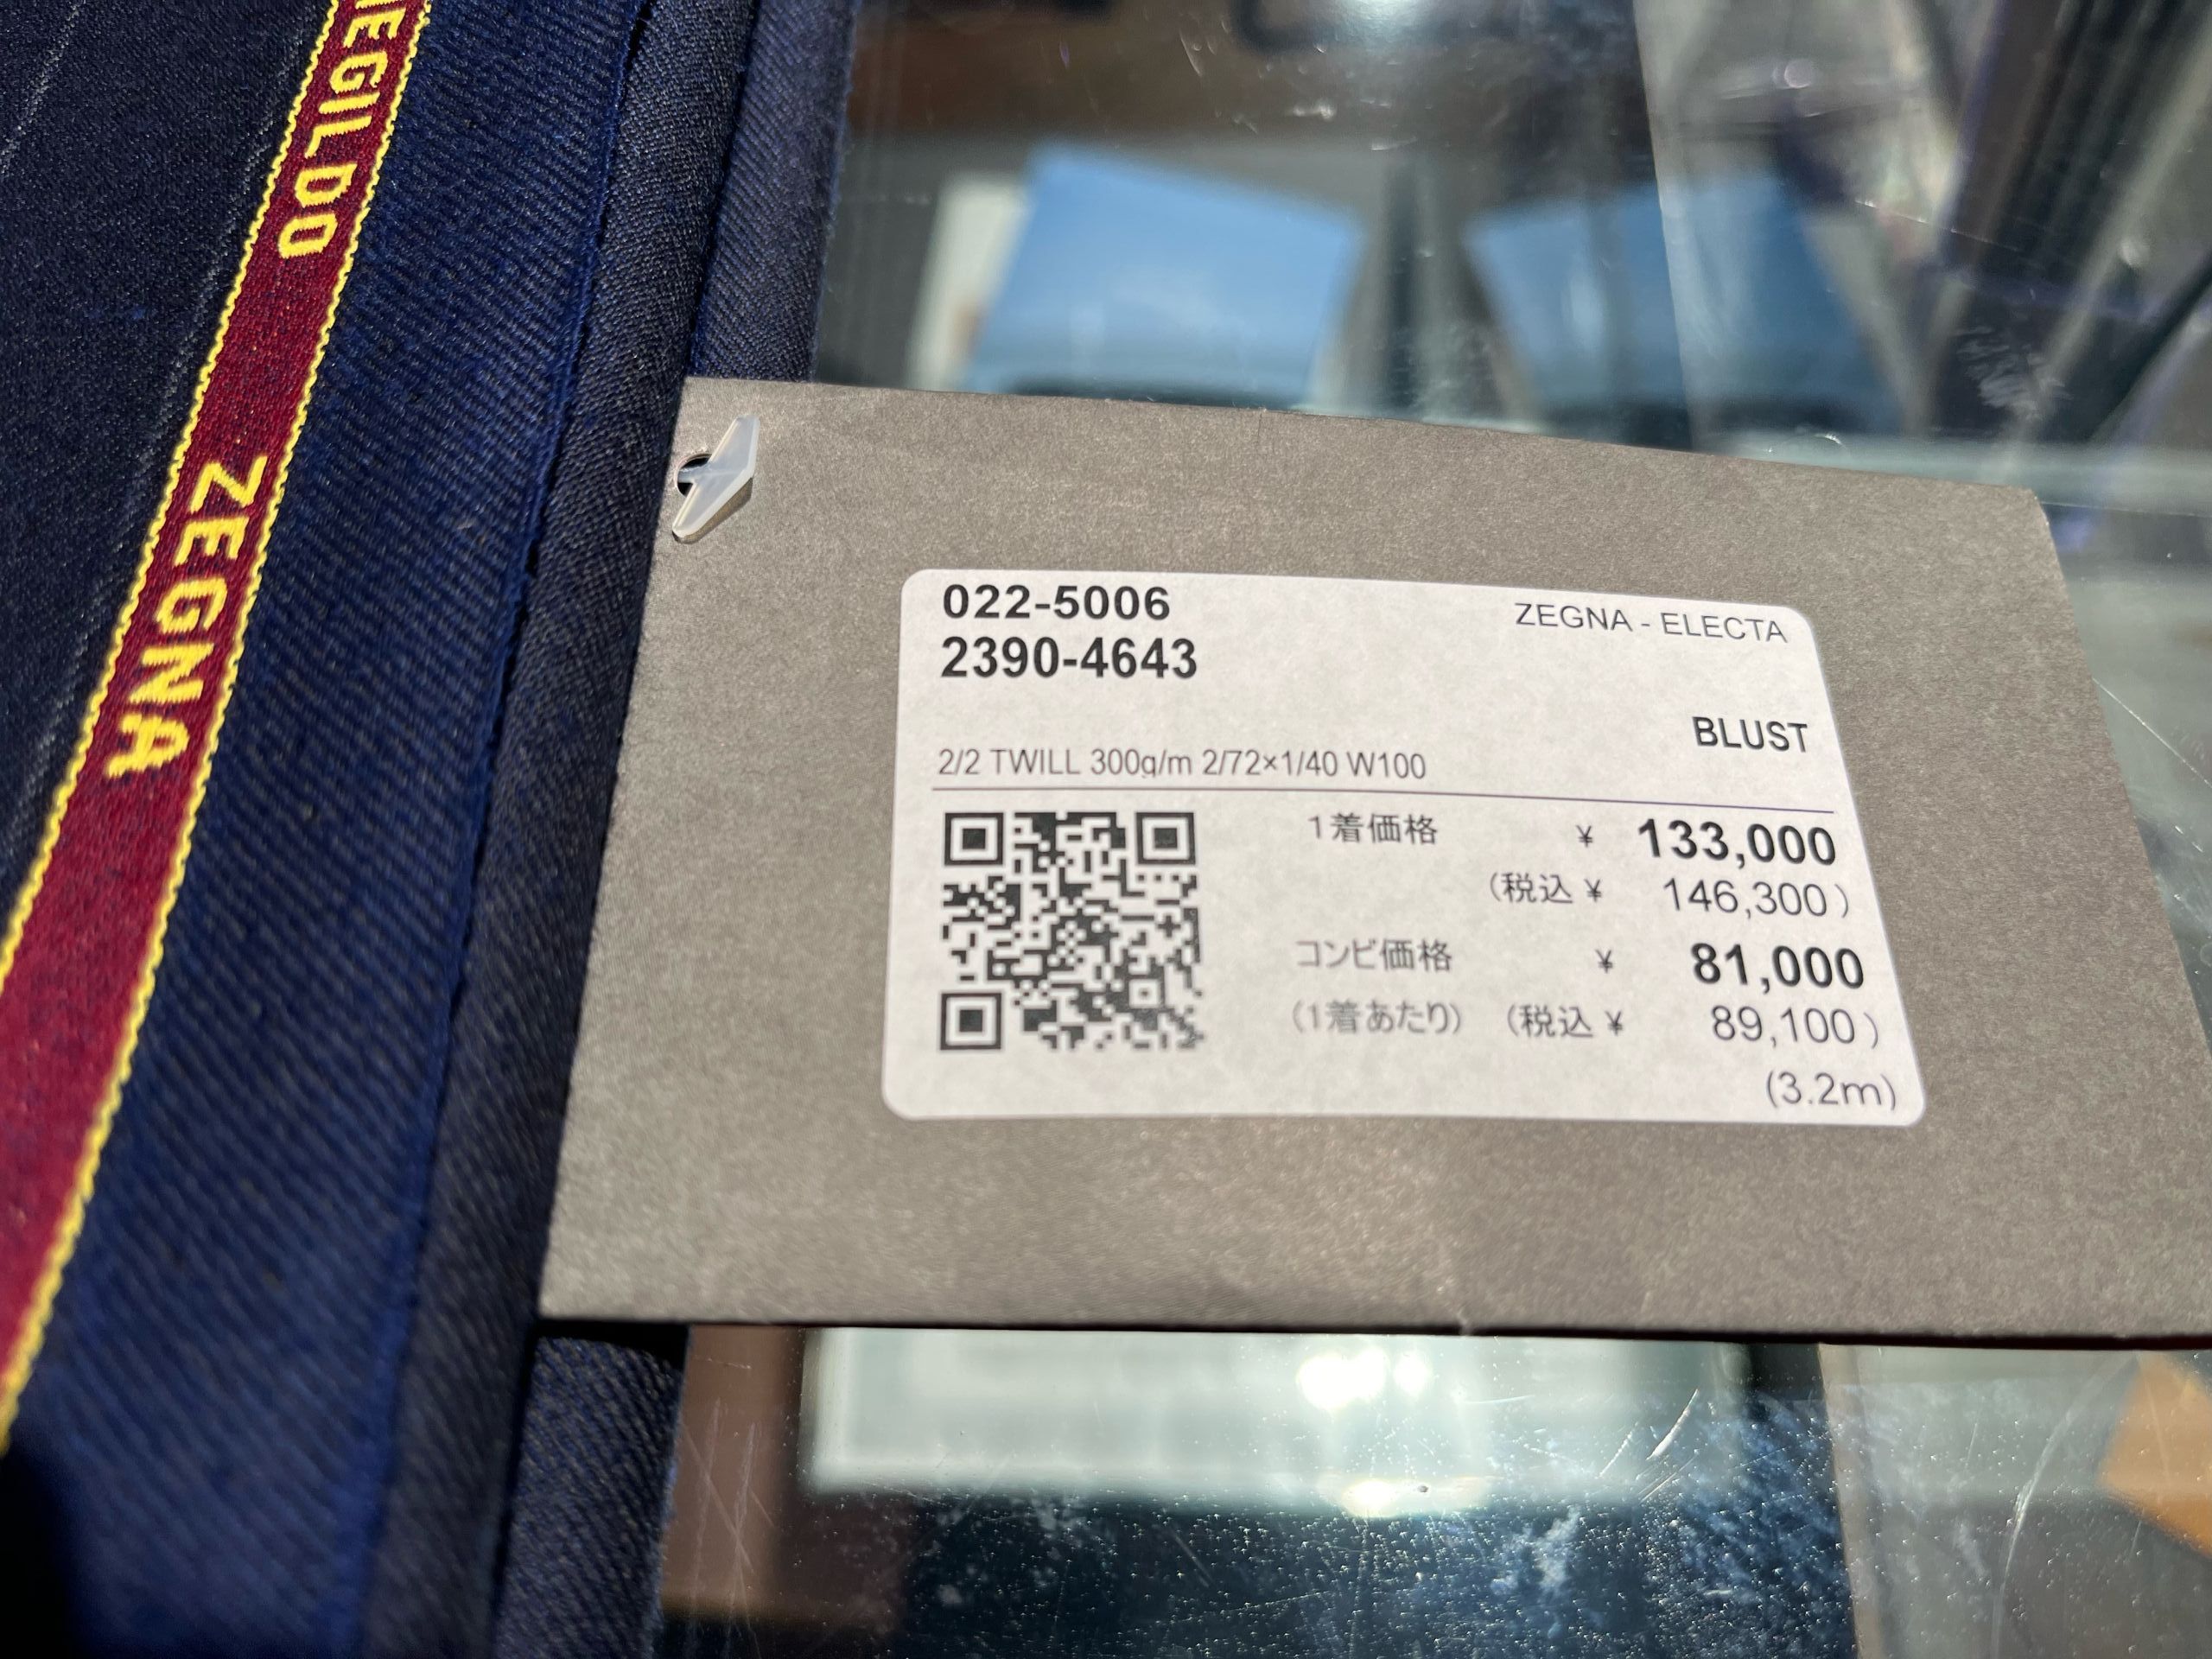 NEGILDO ZEGNA
022-5006
2390-4643
ZEGNA - ELECTA
BLUST
2/2 TWILL 300g/m 2/72×1/40 W100
1着価格 ¥ 133,000
(税込 ¥ 146,300)
コンビ価格 ¥ 81,000
(1着あたり) (税込 ¥ 89,100)
(3.2m)